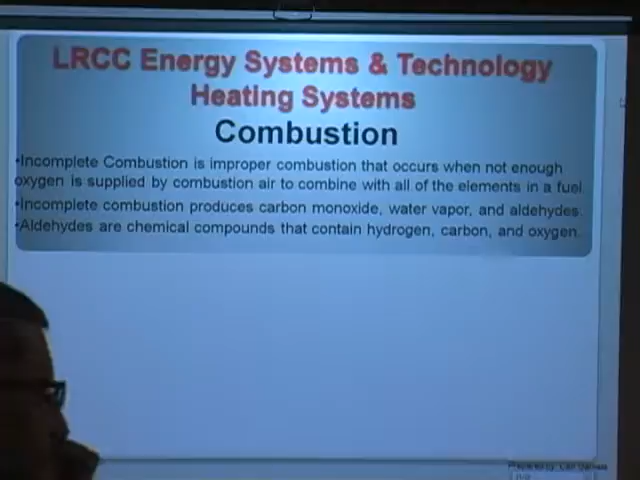 LRCC Energy Systems & Technology
Heating Systems
Combustion
•Incomplete Combustion is improper combustion that occurs when not enough
oxygen is supplied by combustion air to combine with all of the elements in a fuel.
•Incomplete combustion produces carbon monoxide, water vapor, and aldehydes.
•Aldehydes are chemical compounds that contain hydrogen, carbon, and oxygen.
Prepared by: